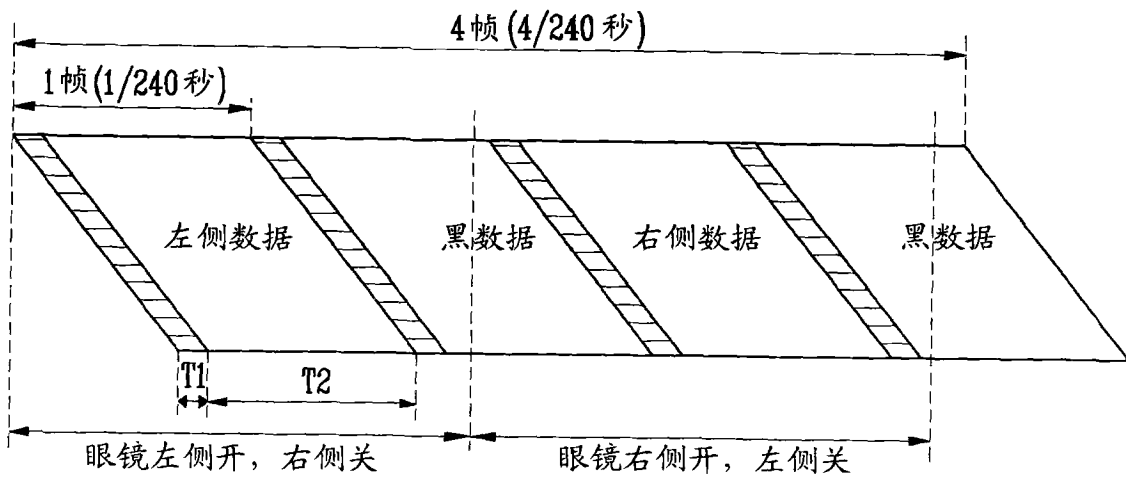 4帧(4/240秒)
1帧(1/240秒)
左侧数据
黑数据
右侧数据
黑数据
T1
T2
眼镜左侧开，右侧关
眼镜右侧开，左侧关